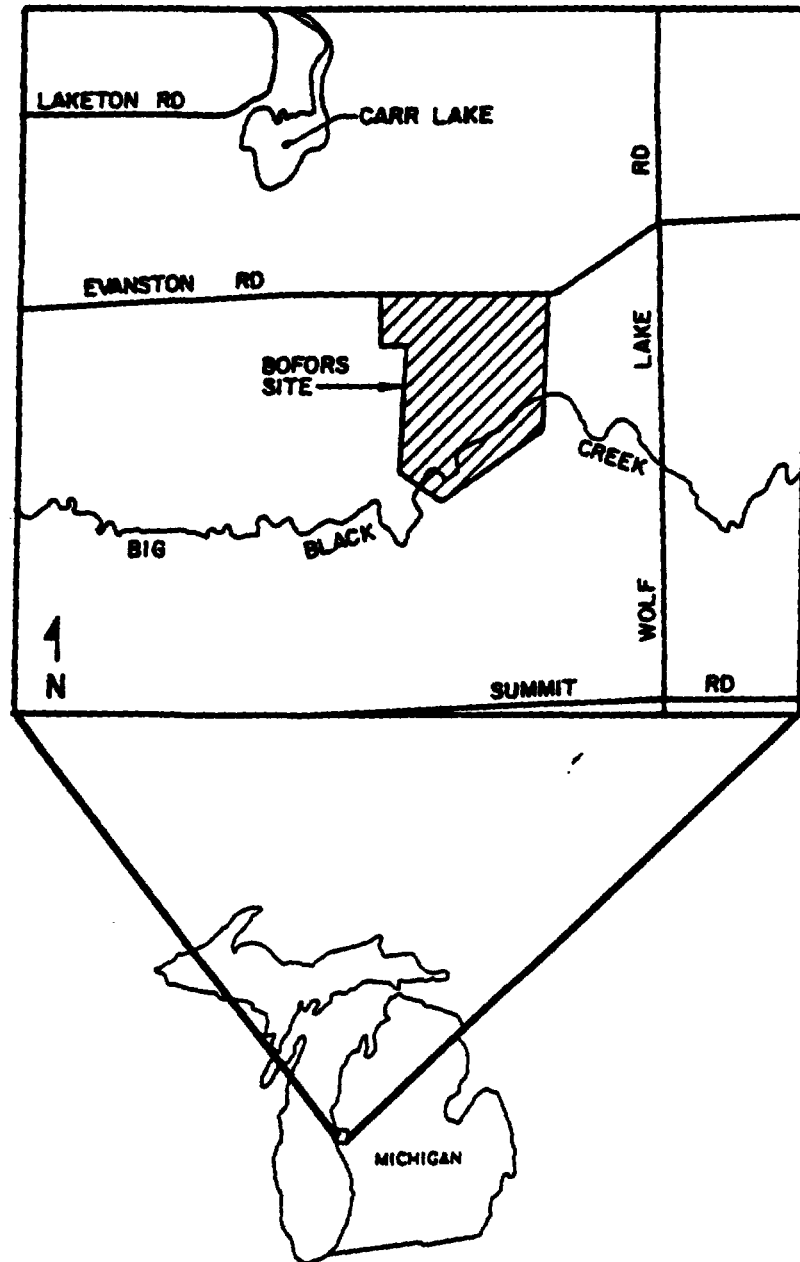 LAKETON RD
CARR LAKE
RD
EVANSTON RD
LAKE
BOFORS
SITE
CREEK
BIG
BLACK
WOLF
N
SUMMIT RD
MICHIGAN